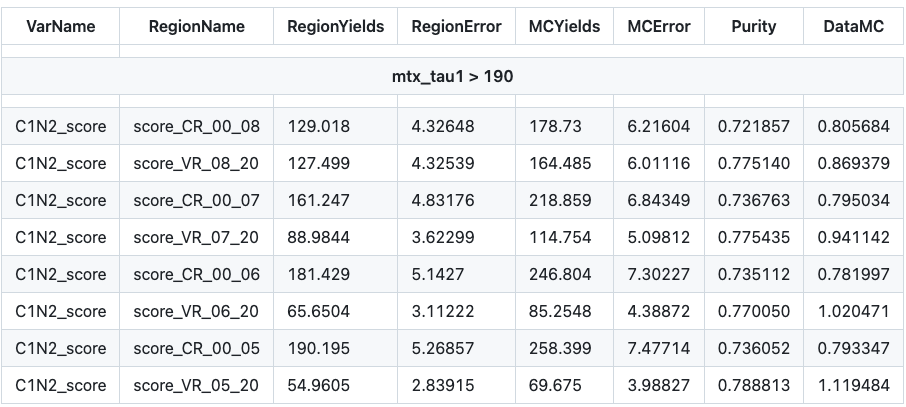 VarName RegionName RegionYields RegionError MCYields MCError Purity DataMC
mtx_tau1 > 190
C1N2_score score_CR_00_08 129.018 4.32648 178.73 6.21604 0.721857 0.805684
C1N2_score score_VR_08_20 127.499 4.32539 164.485 6.01116 0.775140 0.869379
C1N2_score score_CR_00_07 161.247 4.83176 218.859 6.84349 0.736763 0.795034
C1N2_score score_VR_07_20 88.9844 3.62299 114.754 5.09812 0.775435 0.941142
C1N2_score score_CR_00_06 181.429 5.1427 246.804 7.30227 0.735112 0.781997
C1N2_score score_VR_06_20 65.6504 3.11222 85.2548 4.38872 0.770050 1.020471
C1N2_score score_CR_00_05 190.195 5.26857 258.399 7.47714 0.736052 0.793347
C1N2_score score_VR_05_20 54.9605 2.83915 69.675 3.98827 0.788813 1.119484